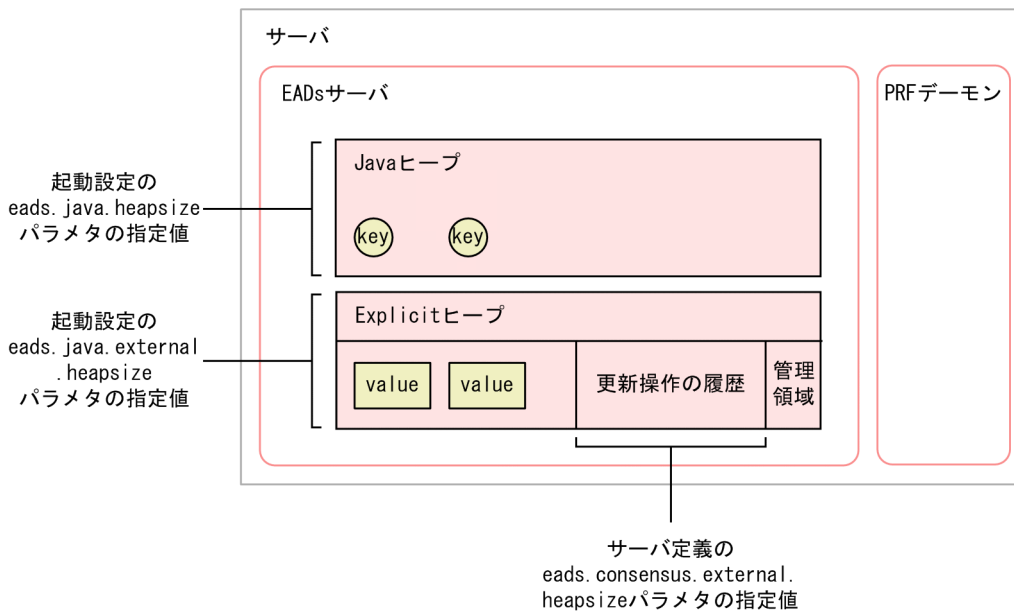 サーバ
EADsサーバ
PRFデーモン
Javaヒープ
起動設定の
eads.java.heapsize
パラメタの指定値
key
key
Explicitヒープ
起動設定の
eads.java.external
.heapsize
パラメタの指定値
value
value
更新操作の履歴
管理
領域
サーバ定義の
eads.consensus.external.
heapsizeパラメタの指定値